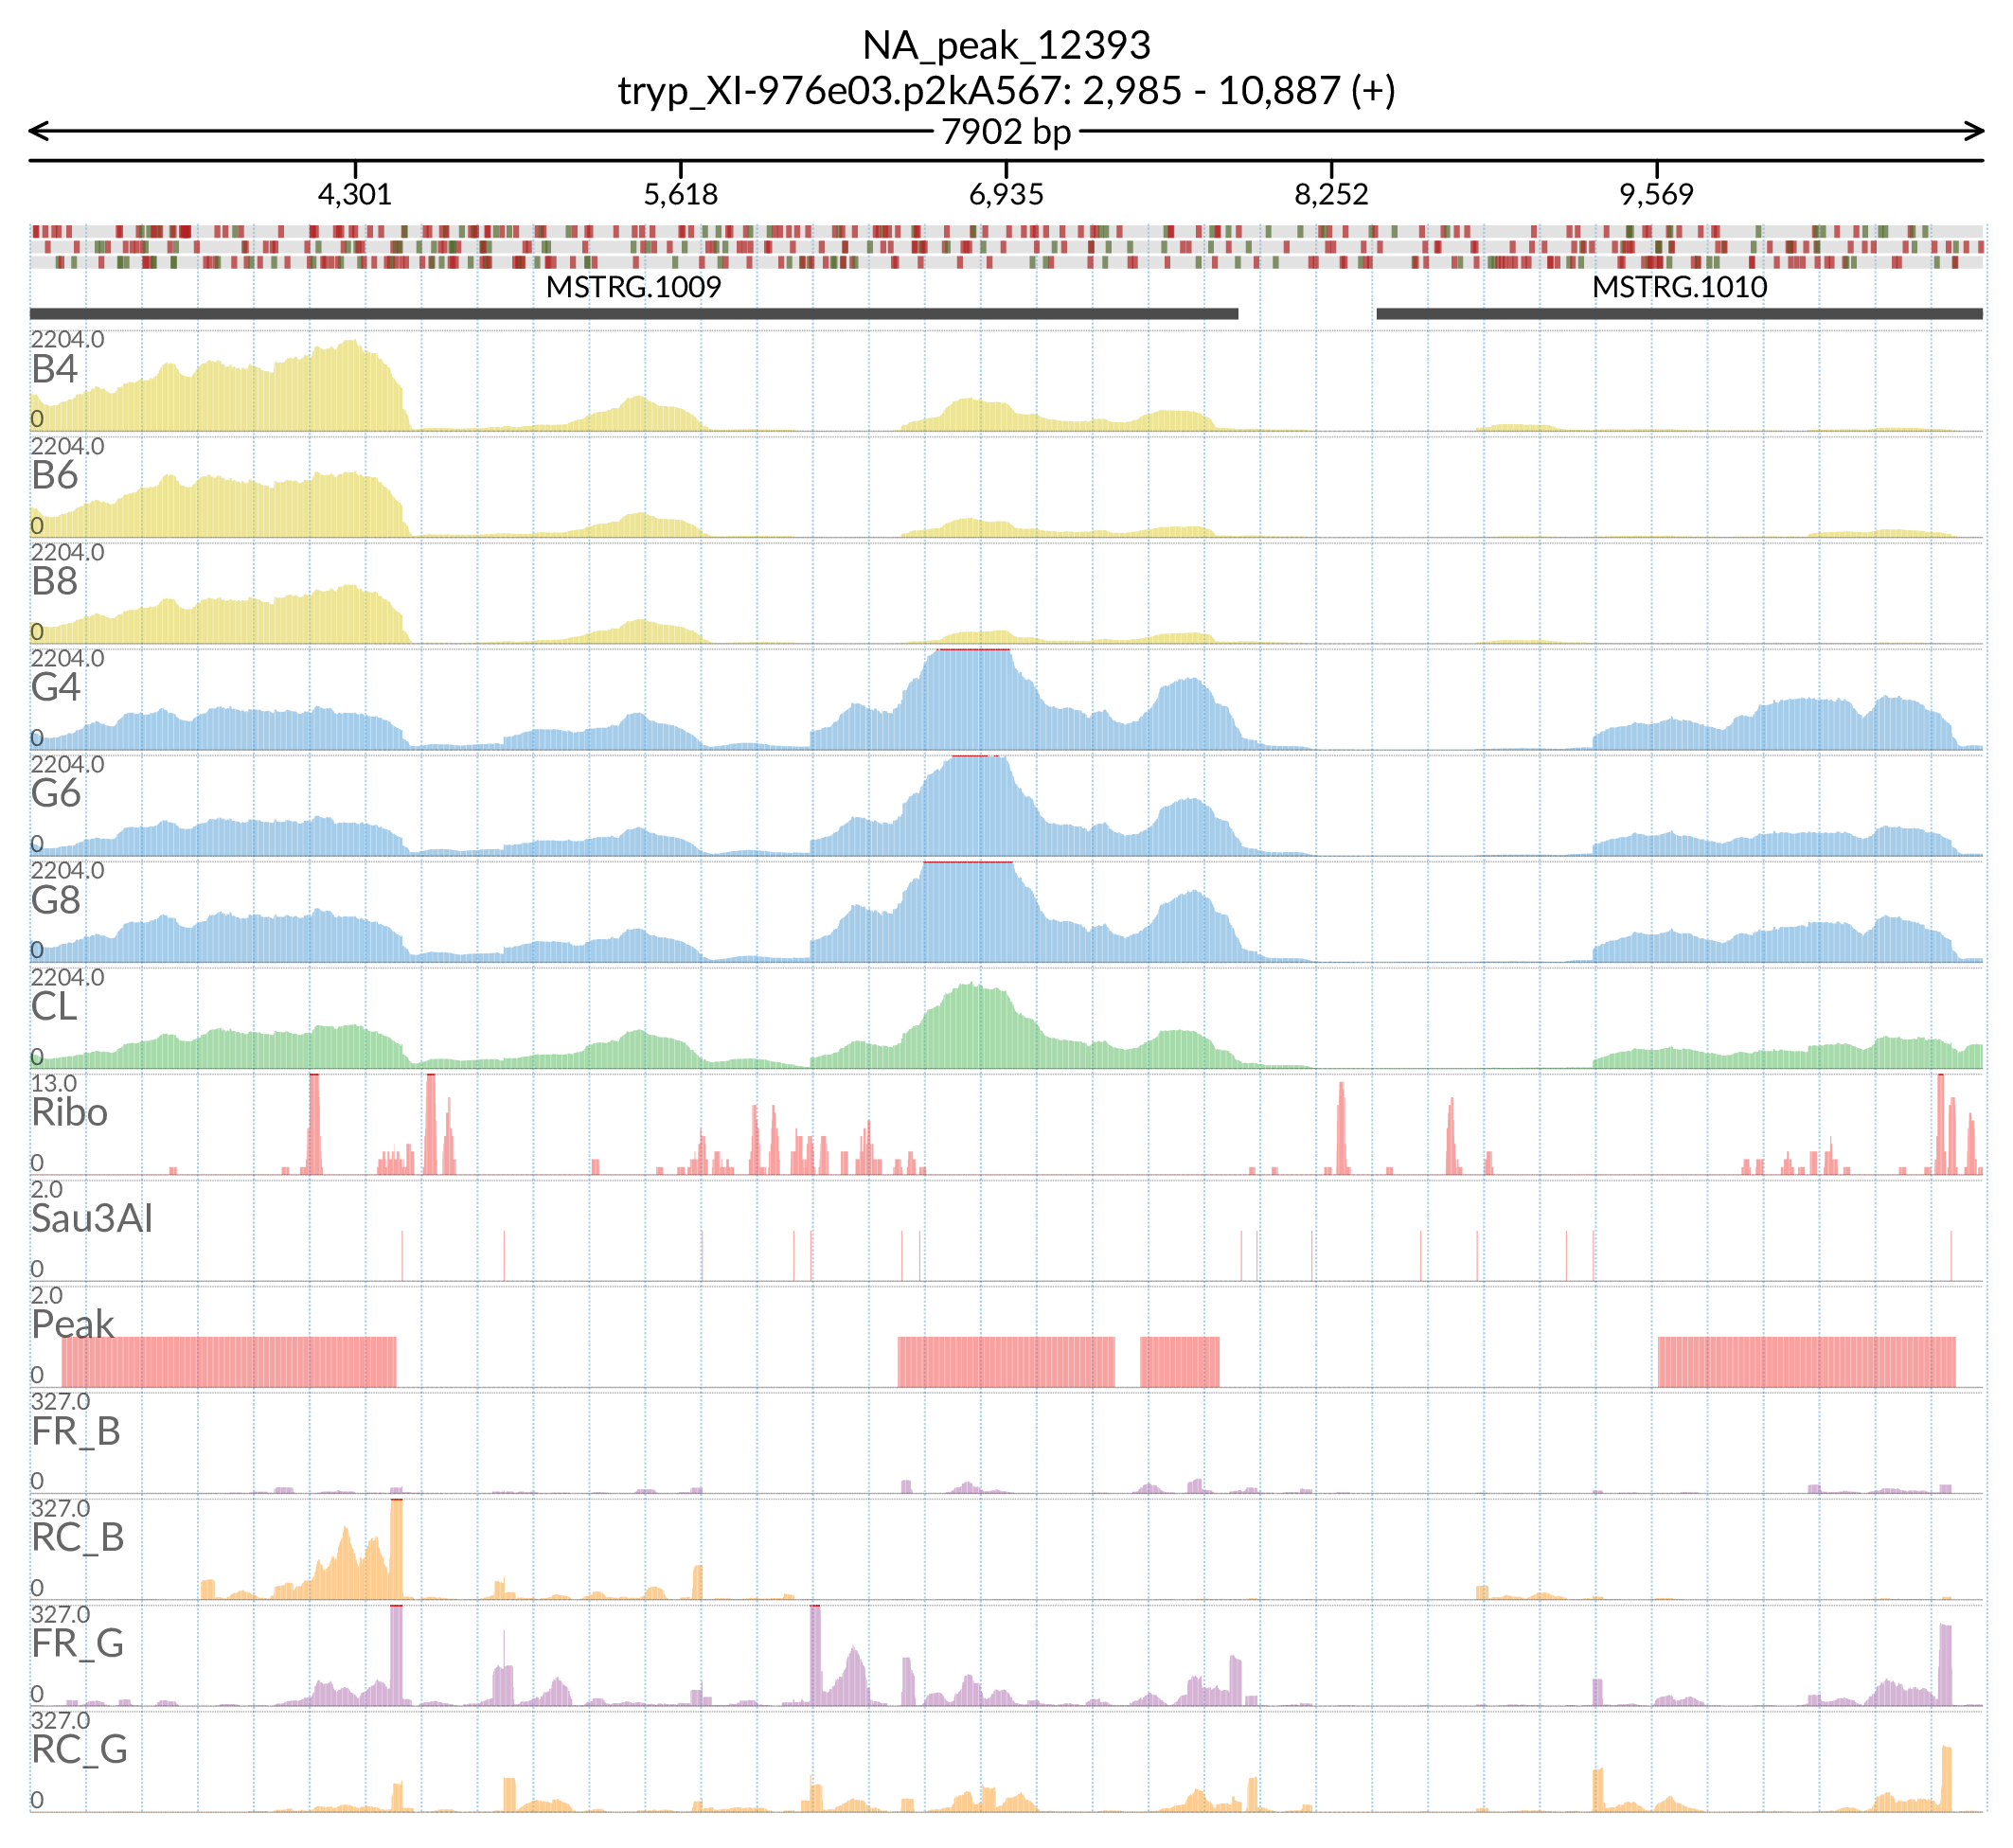 NA_peak_12393
tryp_XI-976e03.p2kA567: 2,985 - 10,887 (+)
7902 bp
4,301 5,618 6,935 8,252 9,569
MSTRG.1009 MSTRG.1010
2204.0
B4
0
2204.0
B6
0
2204.0
B8
0
2204.0
G4
0
2204.0
G6
0
2204.0
G8
0
2204.0
CL
0
13.0
Ribo
0
2.0
Sau3AI
0
2.0
Peak
0
327.0
FR_B
0
327.0
RC_B
0
327.0
FR_G
0
327.0
RC_G
0